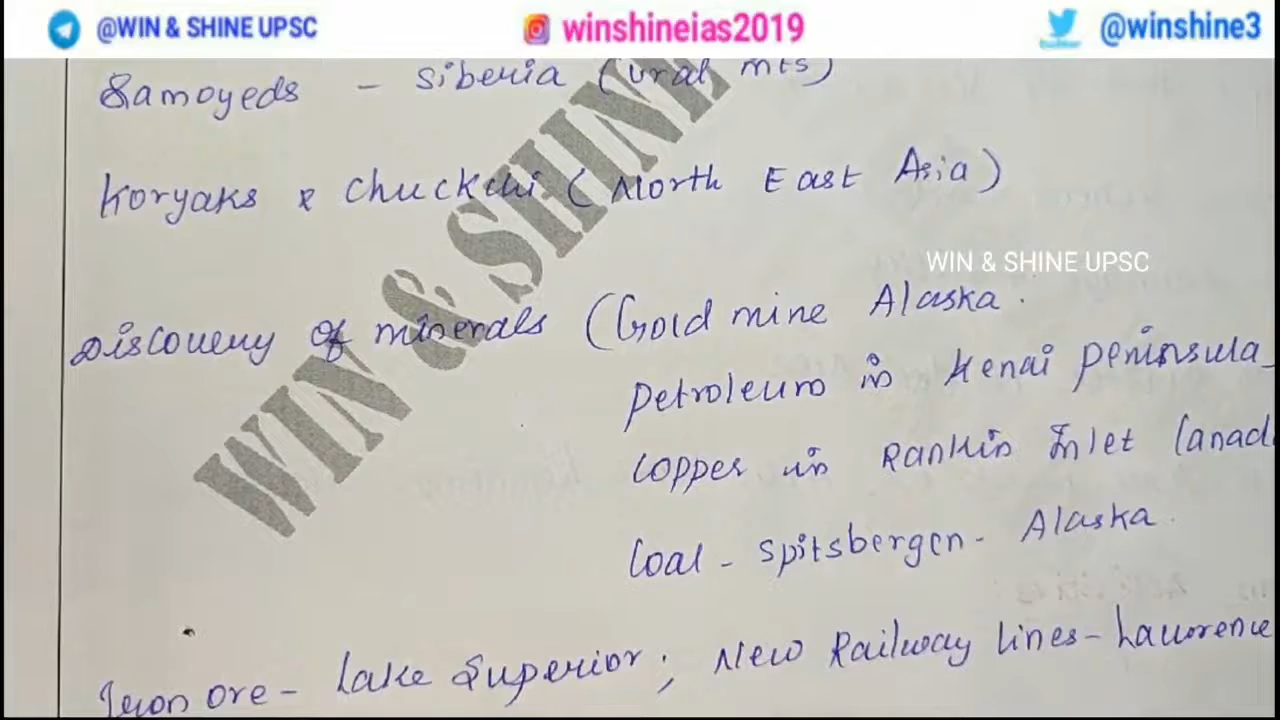 @WIN & SHINE UPSC winshineias2019 @winshine3
Samoyeds - Siberia (Ural mts)
Koryaks & Chuckchi (North East Asia)
WIN & SHINE UPSC
WIN & SHINE
Discovery of minerals (Gold mine Alaska.
petroleum in Kenai peninsula
Copper in Rankin Inlet Canad
Coal - Spitsbergen - Alaska
Iron ore - Lake Superior; New Railway lines - Lawrence